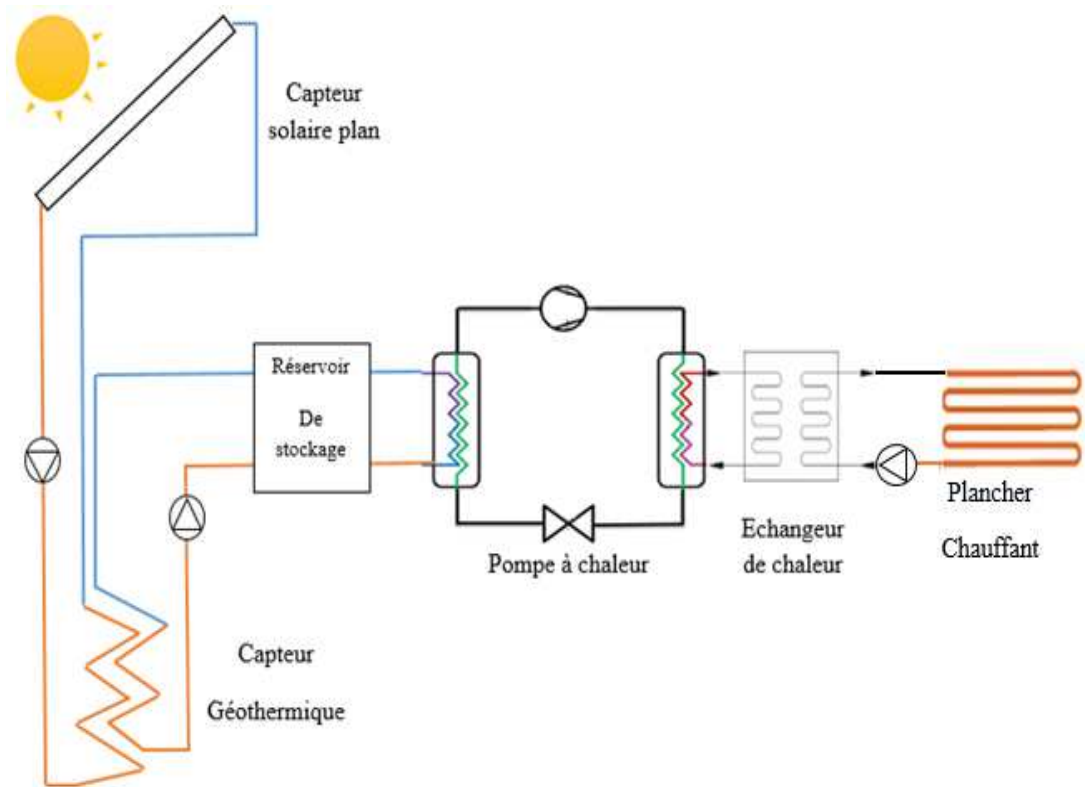 Capteur
solaire plan
Réservoir
De
stockage
Pompe à chaleur
Echangeur
de chaleur
Plancher
Chauffant
Capteur
Géothermique